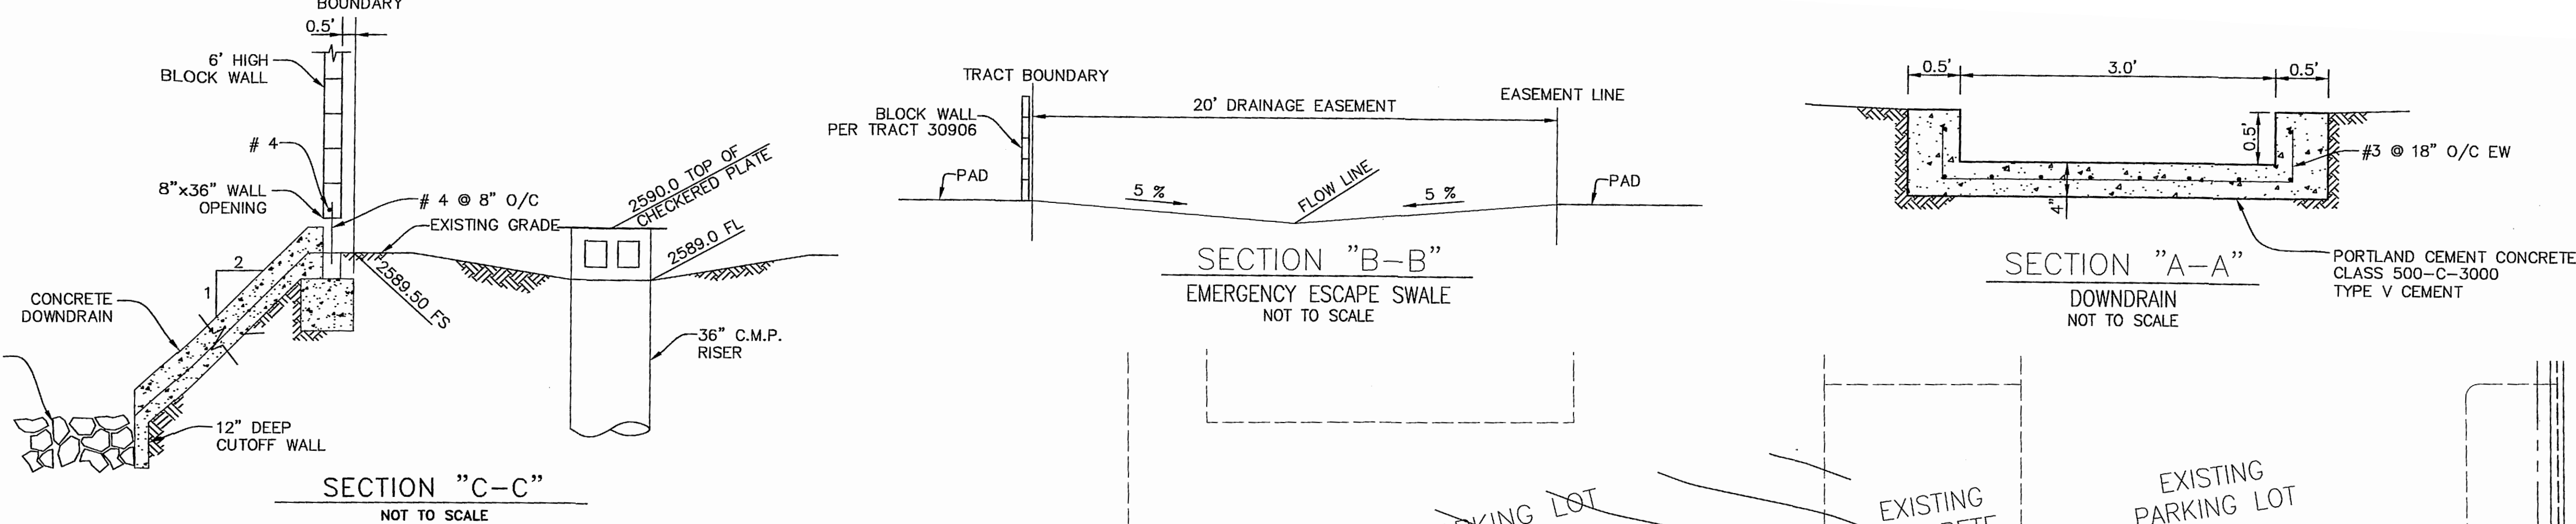 BOUNDARY
0.5'
6' HIGH
BLOCK WALL
# 4
8"x36" WALL
OPENING
# 4 @ 8" O/C
EXISTING GRADE
2590.0 TOP OF
CHECKERED PLATE
2589.0 FL
2589.50 FS
2
1
CONCRETE
DOWNDRAIN
36" C.M.P.
RISER
12" DEEP
CUTOFF WALL
SECTION "C-C"
NOT TO SCALE
TRACT BOUNDARY
BLOCK WALL
PER TRACT 30906
20' DRAINAGE EASEMENT
EASEMENT LINE
PAD
5 %
FLOW LINE
5 %
PAD
SECTION "B-B"
EMERGENCY ESCAPE SWALE
NOT TO SCALE
0.5'
3.0'
0.5'
0.5'
#3 @ 18" O/C EW
4"
PORTLAND CEMENT CONCRETE
CLASS 500-C-3000
TYPE V CEMENT
SECTION "A-A"
DOWNDRAIN
NOT TO SCALE
LOT
EXISTING
EXISTING
PARKING LOT